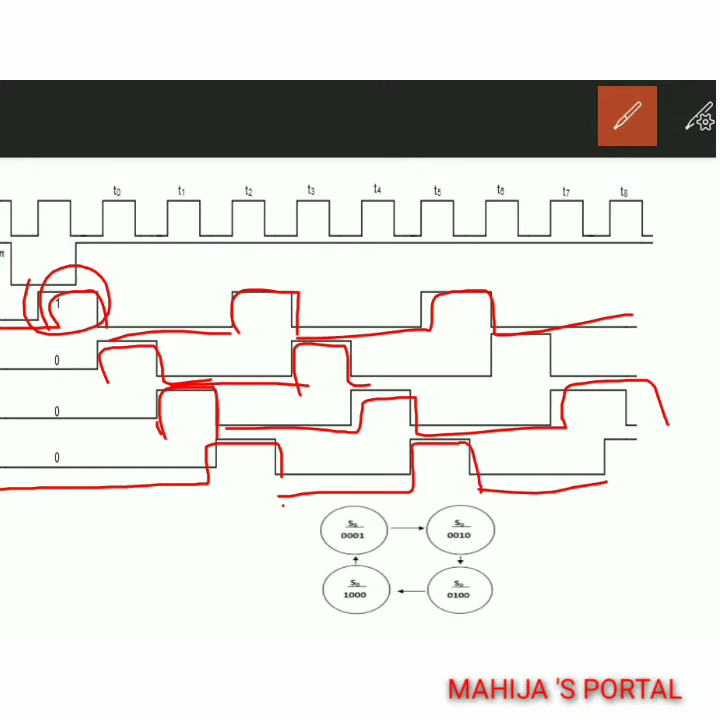 t0 t1 t2 t3 t4 t5 t6 t7 t8
1
0
0
0
S0 S0
0001 0010
S0 S0
1000 0100
MAHIJA 'S PORTAL